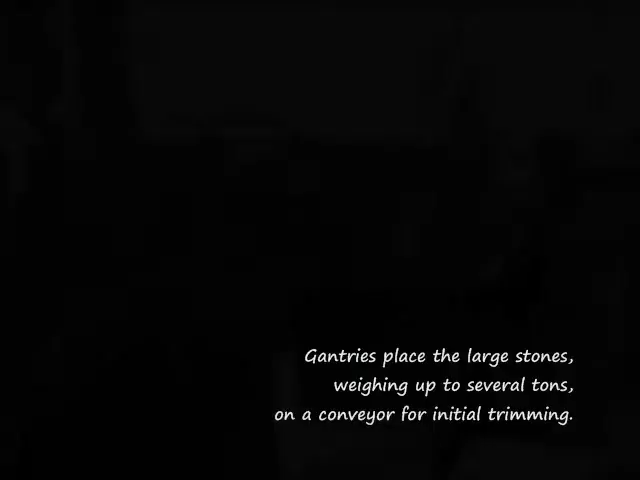 Gantries place the large stones,
weighing up to several tons,
on a conveyor for initial trimming.